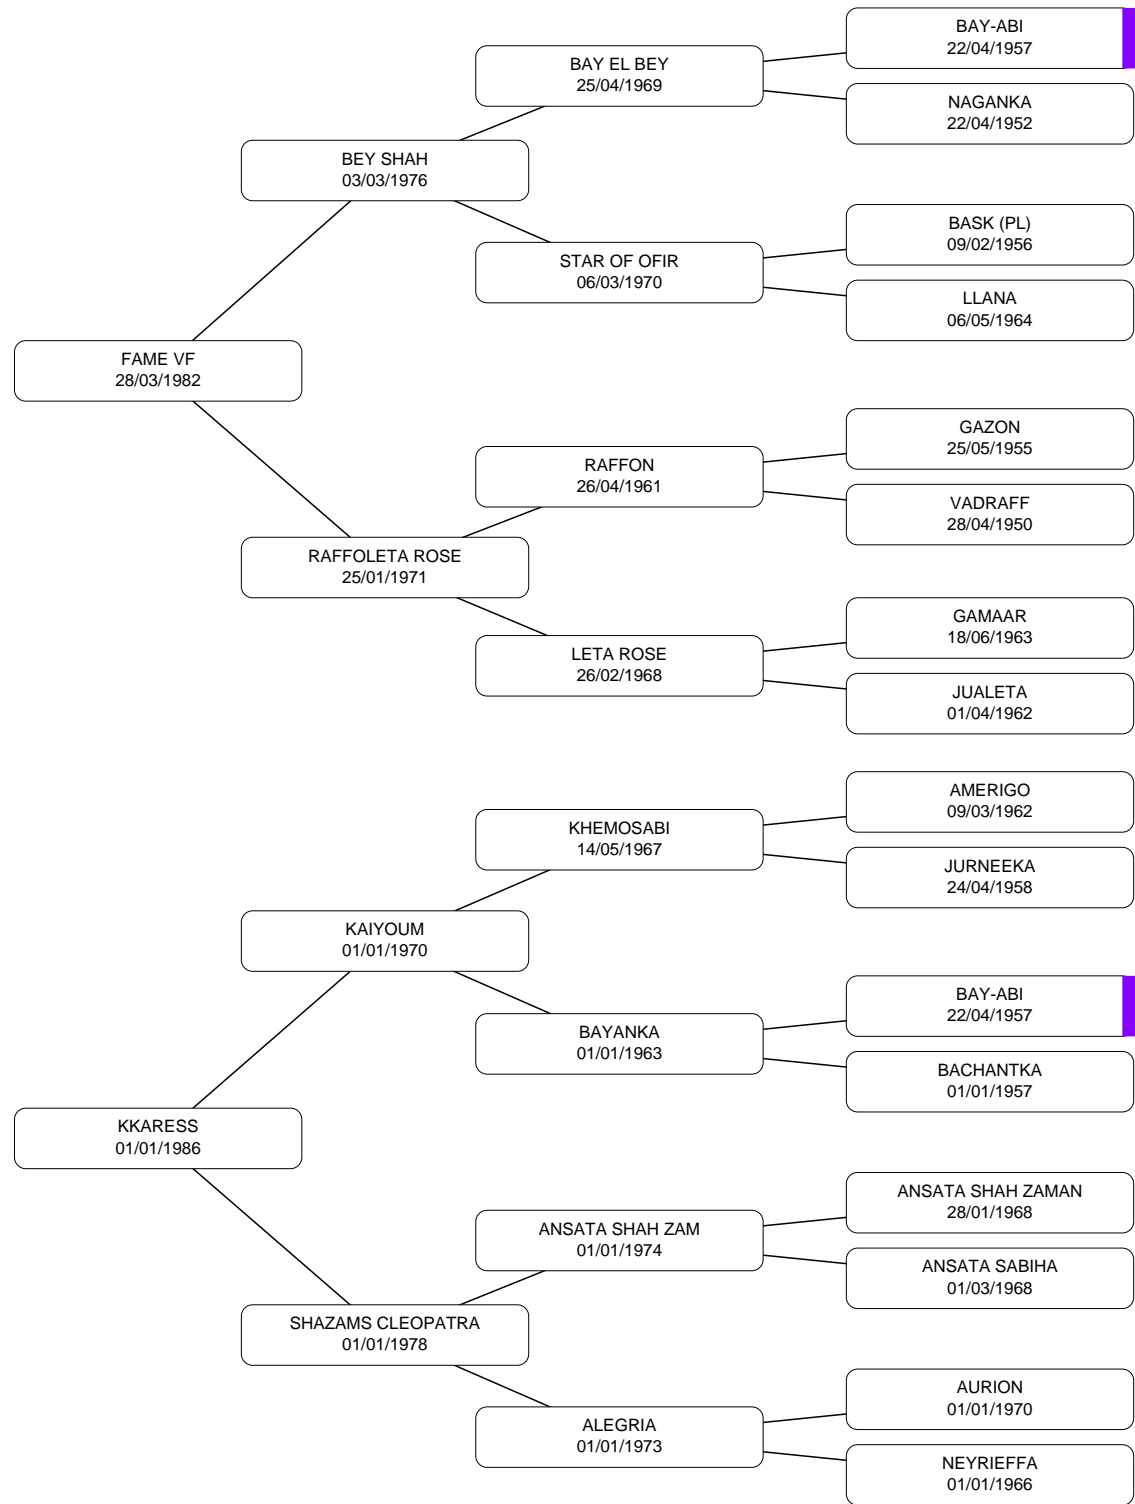 BAY-ABI
22/04/1957
BAY EL BEY
25/04/1969
NAGANKA
22/04/1952
BEY SHAH
03/03/1976
BASK (PL)
09/02/1956
STAR OF OFIR
06/03/1970
LLANA
06/05/1964
FAME VF
28/03/1982
GAZON
25/05/1955
RAFFON
26/04/1961
VADRAFF
28/04/1950
RAFFOLETA ROSE
25/01/1971
GAMAAR
18/06/1963
LETA ROSE
26/02/1968
JUALETA
01/04/1962
AMERIGO
09/03/1962
KHEMOSABI
14/05/1967
JURNEEKA
24/04/1958
KAIYOUM
01/01/1970
BAY-ABI
22/04/1957
BAYANKA
01/01/1963
BACHANTKA
01/01/1957
KKARESS
01/01/1986
ANSATA SHAH ZAMAN
28/01/1968
ANSATA SHAH ZAM
01/01/1974
ANSATA SABIHA
01/03/1968
SHAZAMS CLEOPATRA
01/01/1978
AURION
01/01/1970
ALEGRIA
01/01/1973
NEYRIEFFA
01/01/1966